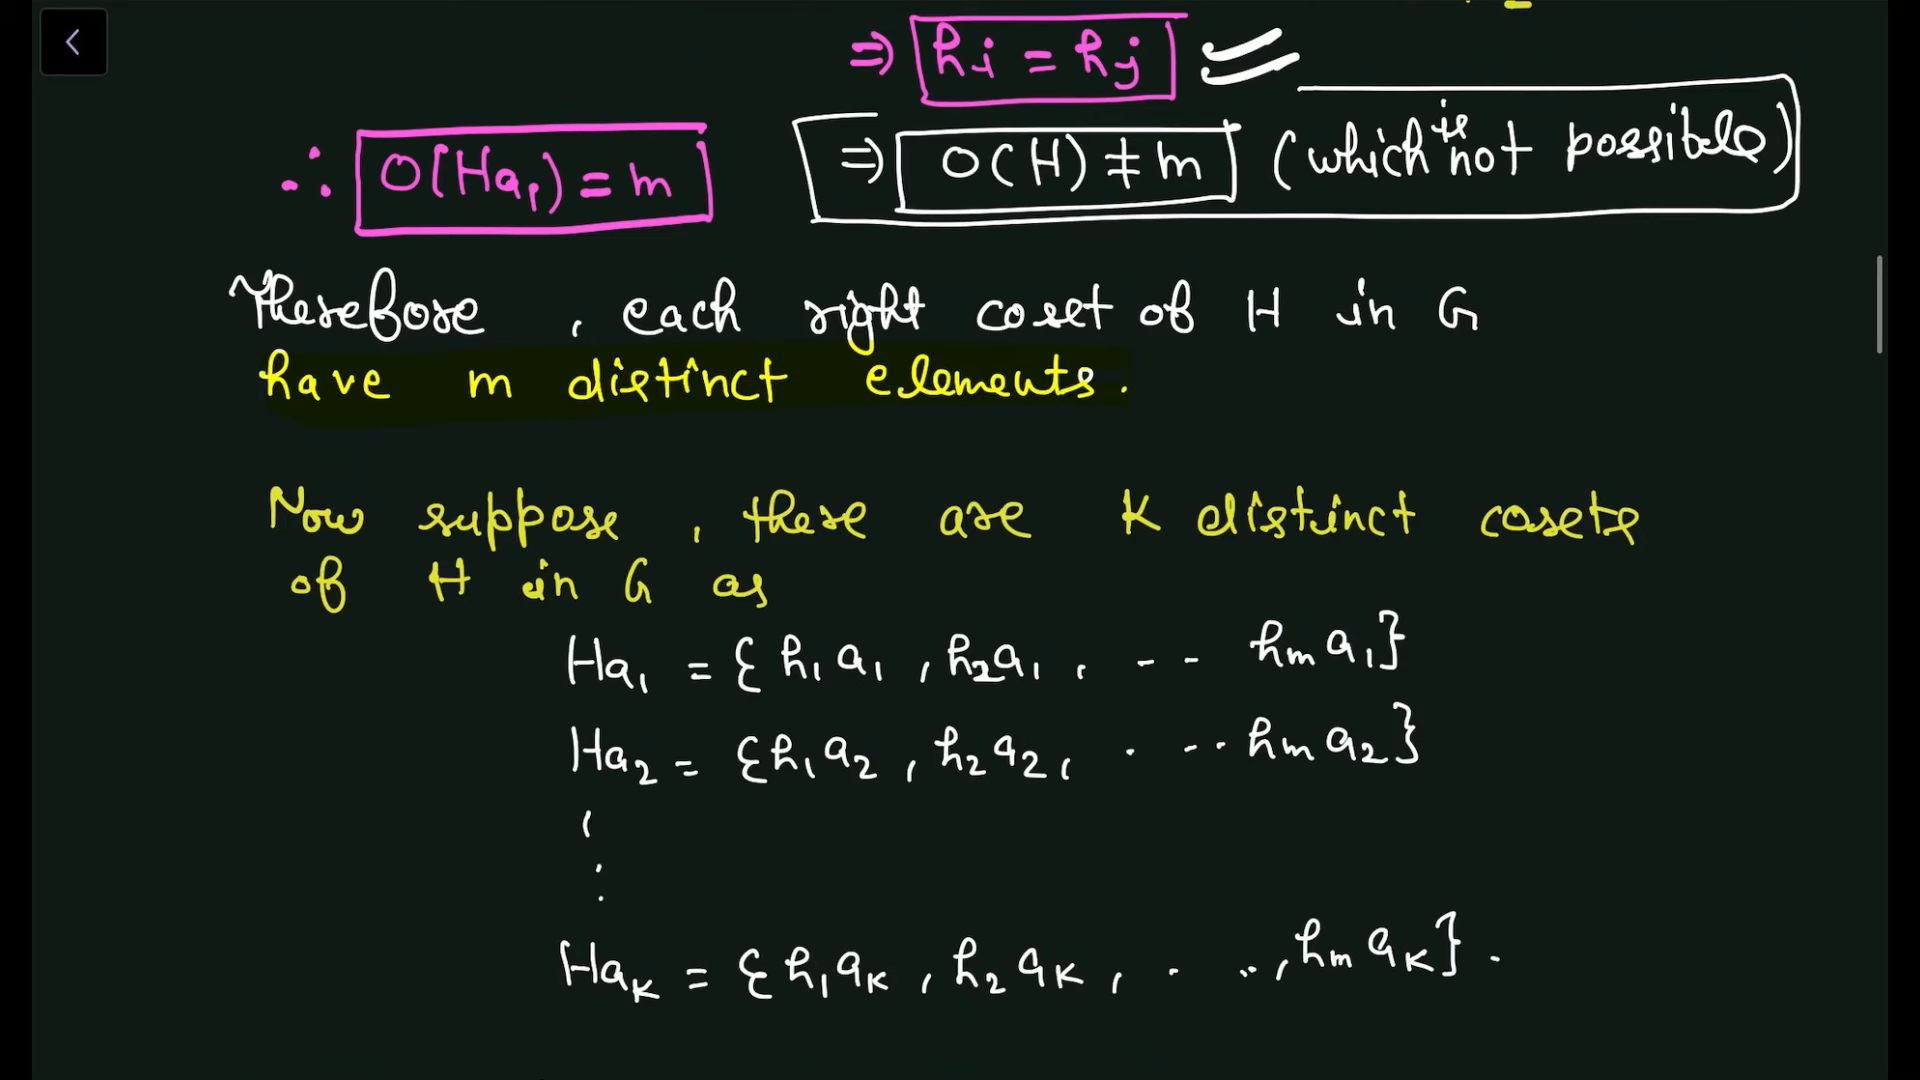 ⇒ hi = hj
∴ O(Ha₁) = m ⇒ O(H) ≠ m (which is not possible)
Therefore, each right coset of H in G
have m distinct elements.
Now suppose, there are K distinct cosets
of H in G as
Ha₁ = {h₁a₁, h₂a₁, -- hma₁}
Ha₂ = {h₁a₂, h₂a₂, . -.. hma₂}
⋮
HaK = {h₁aK, h₂aK, . .., hmaK}.